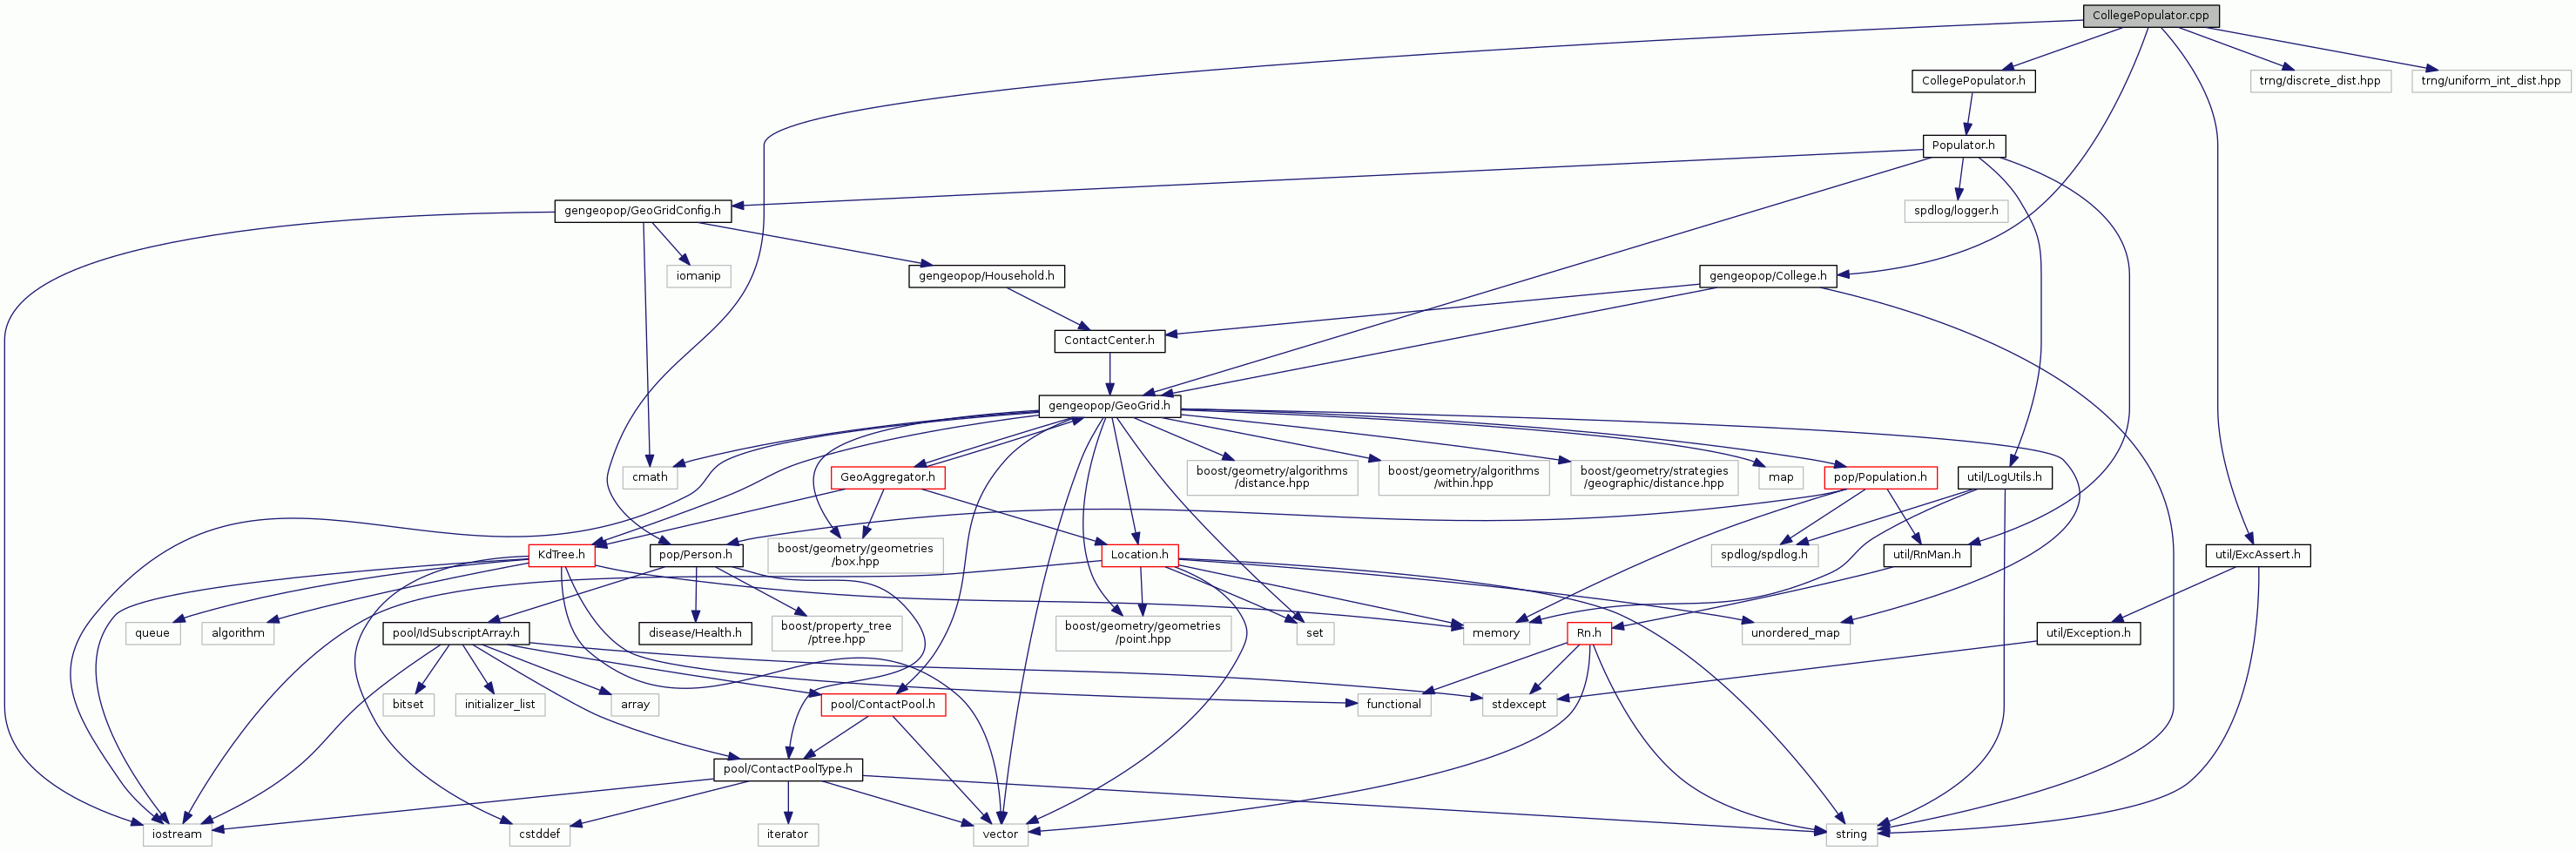 CollegePopulator.cpp
CollegePopulator.h
trng/discrete_dist.hpp
trng/uniform_int_dist.hpp
Populator.h
gengeopop/GeoGridConfig.h
spdlog/logger.h
iomanip
gengeopop/Household.h
gengeopop/College.h
ContactCenter.h
gengeopop/GeoGrid.h
cmath
GeoAggregator.h
boost/geometry/algorithms
/distance.hpp
boost/geometry/algorithms
/within.hpp
boost/geometry/strategies
/geographic/distance.hpp
map
pop/Population.h
util/LogUtils.h
KdTree.h
pop/Person.h
boost/geometry/geometries
/box.hpp
Location.h
spdlog/spdlog.h
util/RnMan.h
util/ExcAssert.h
queue
algorithm
pool/IdSubscriptArray.h
disease/Health.h
boost/property_tree
/ptree.hpp
boost/geometry/geometries
/point.hpp
set
memory
Rn.h
unordered_map
util/Exception.h
bitset
initializer_list
array
pool/ContactPool.h
functional
stdexcept
pool/ContactPoolType.h
iostream
cstddef
iterator
vector
string